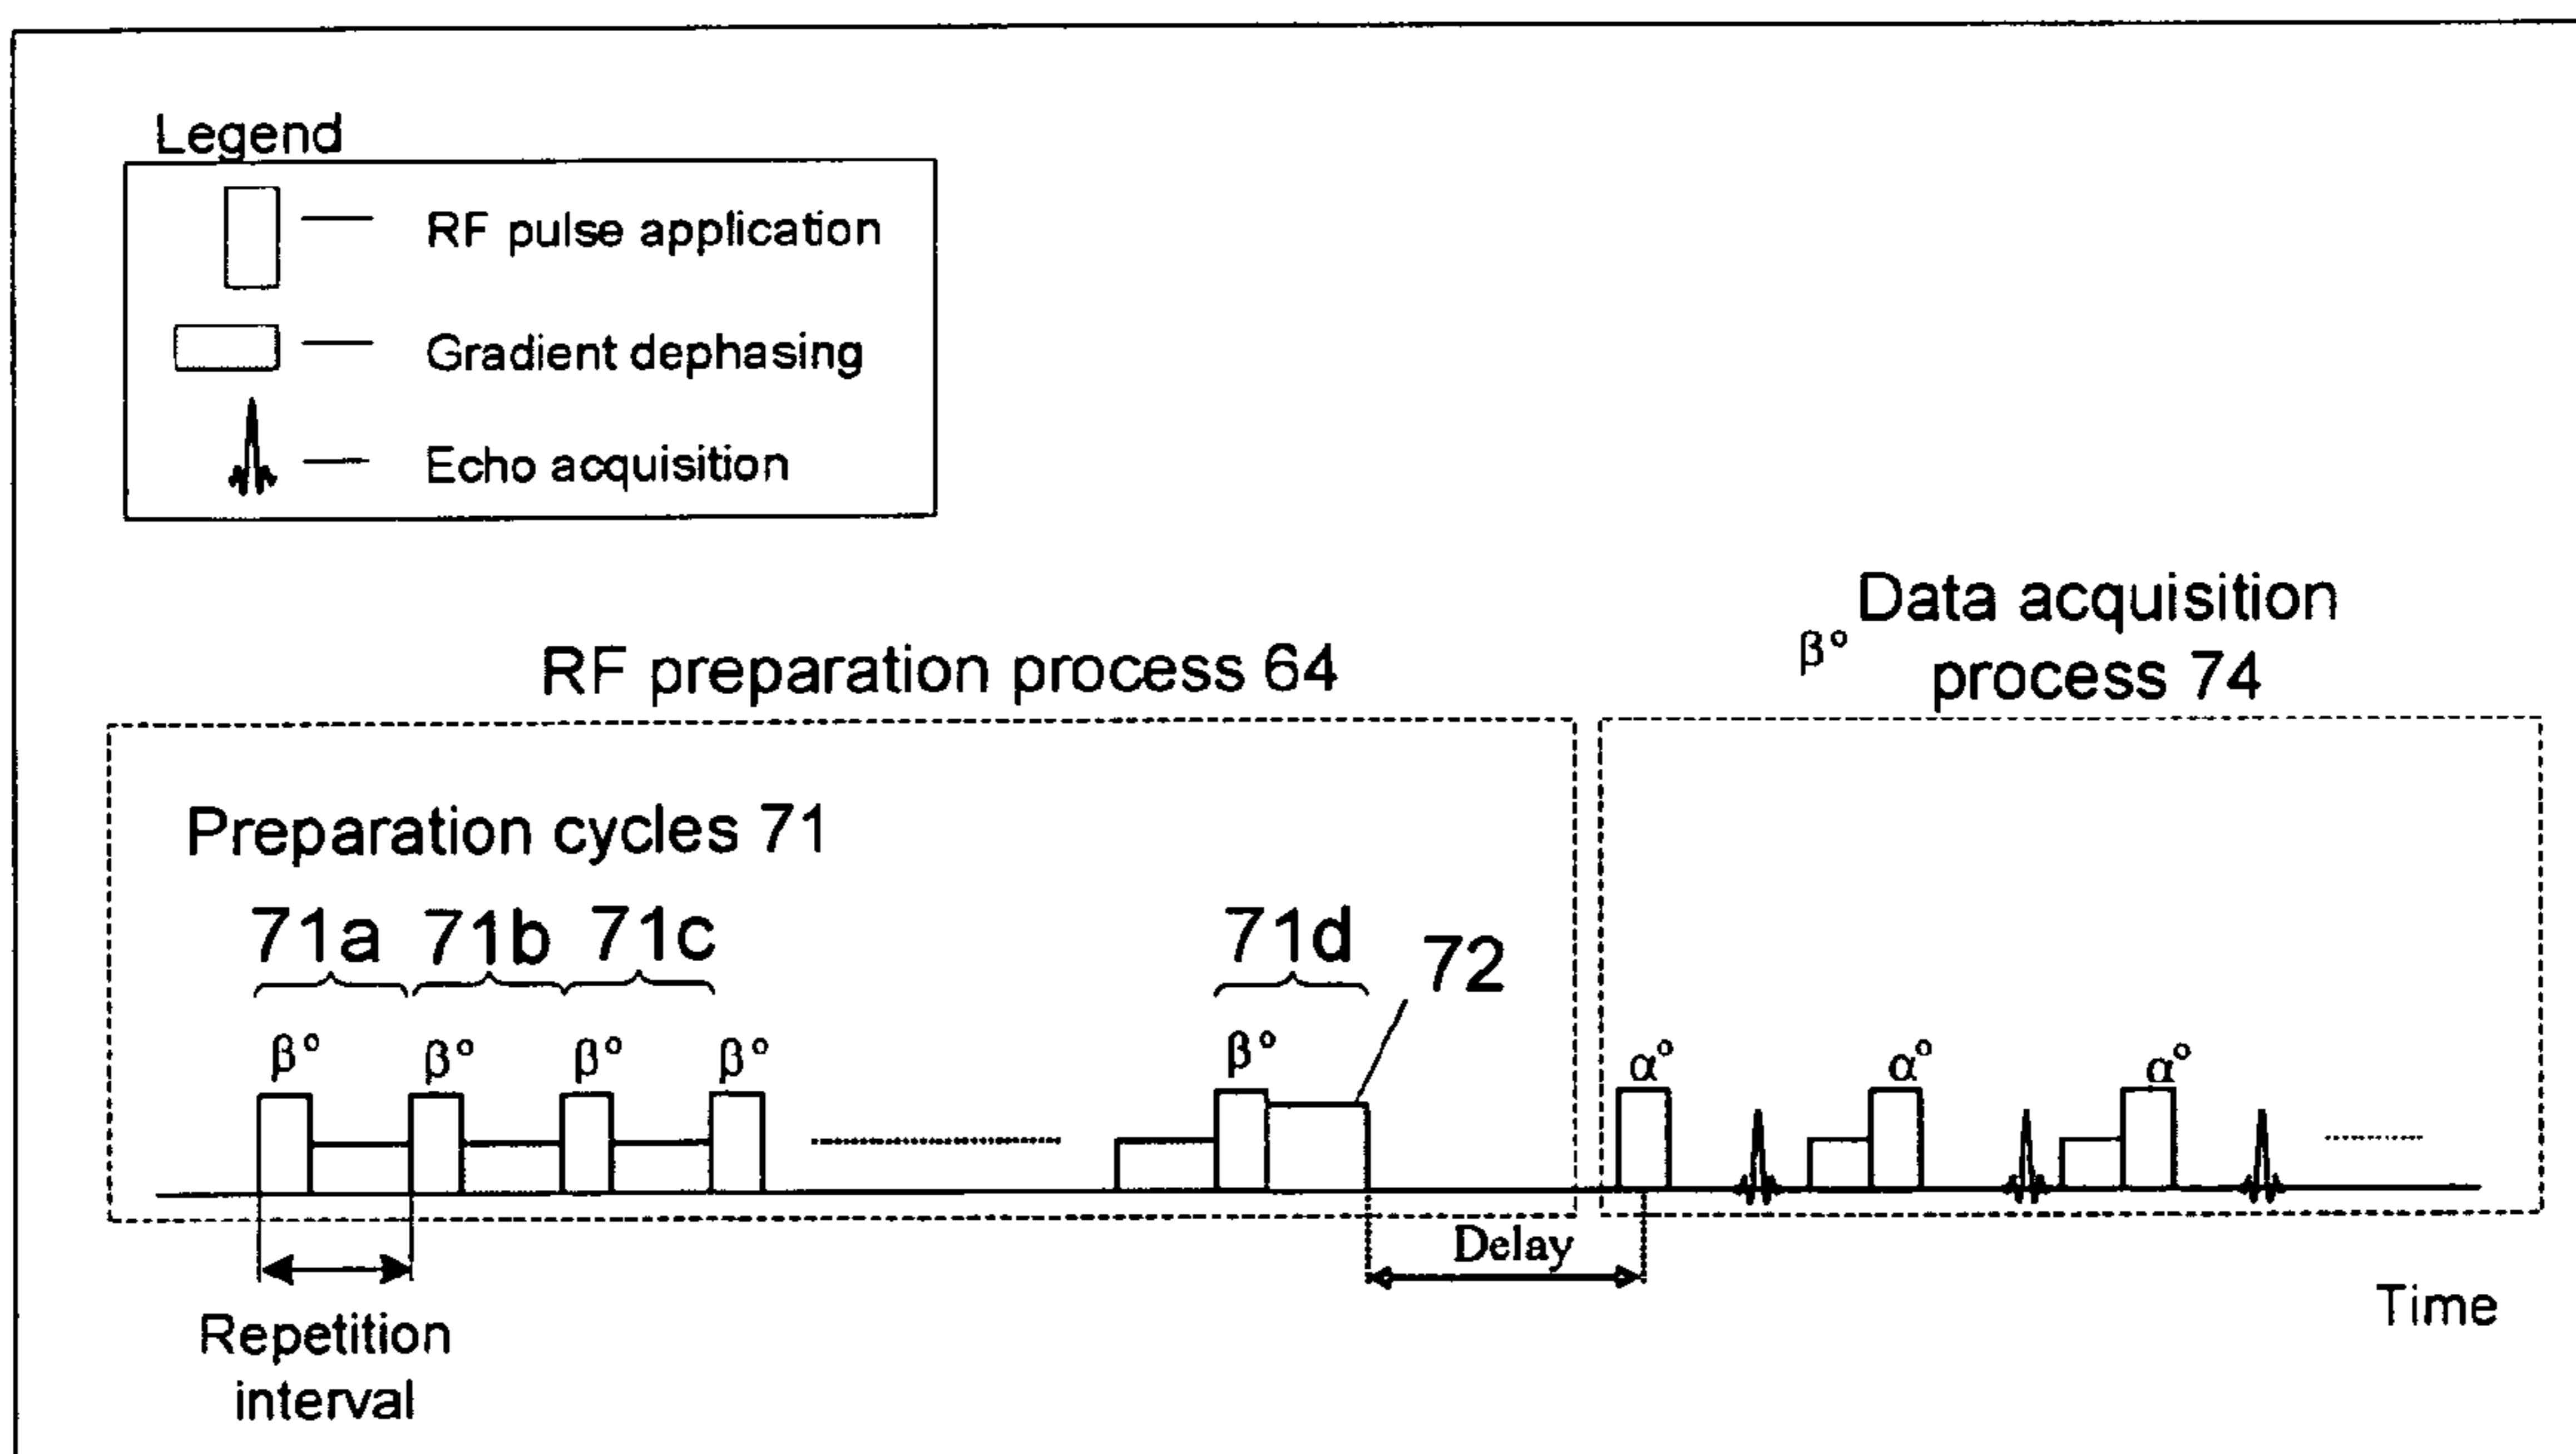 Legend
RF pulse application
Gradient dephasing
Echo acquisition
RF preparation process 64
β° Data acquisition
process 74
Preparation cycles 71
71a 71b 71c 71d 72
β° β° β° β° β° α° α° α°
Delay
Repetition
interval
Time